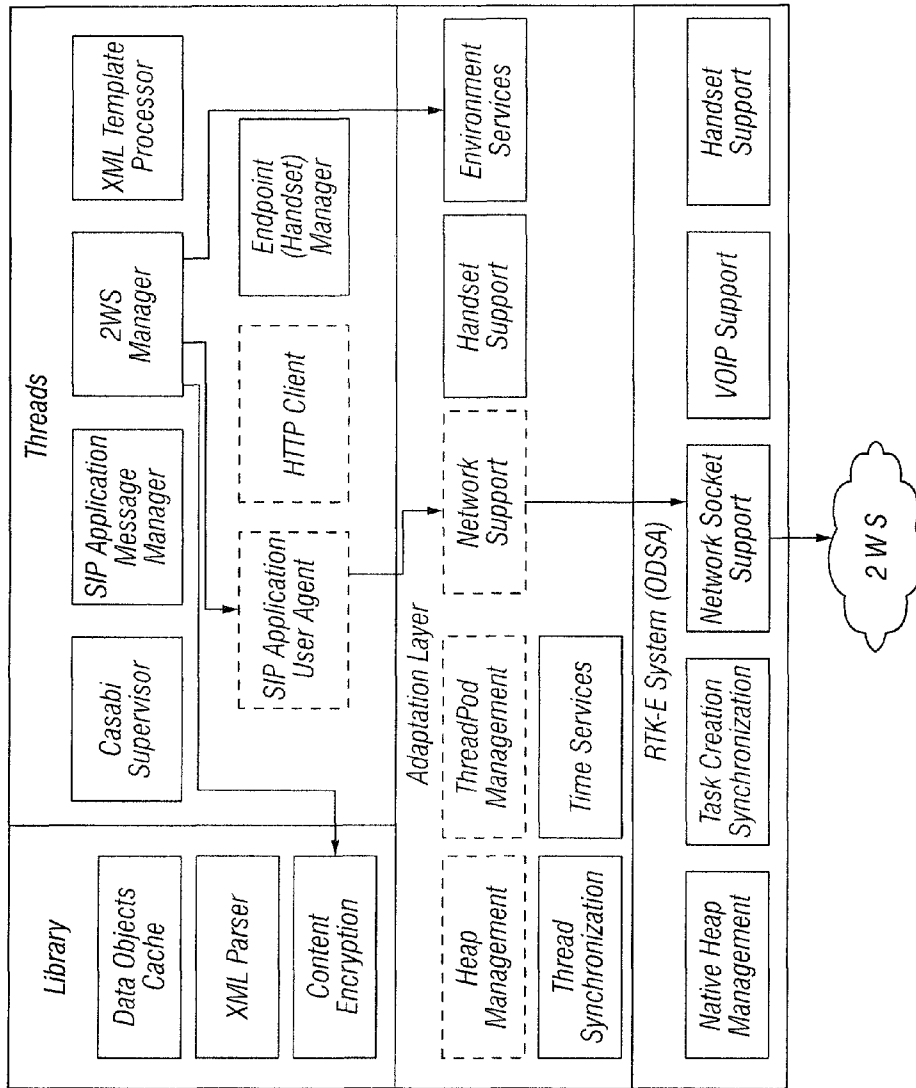 Library
Data Objects
Cache
XML Parser
Content
Encryption
Threads
Casabi
Supervisor
SIP Application
Message
Manager
2WS
Manager
XML Template
Processor
SIP Application
User Agent
HTTP Client
Endpoint
(Handset)
Manager
Adaptation Layer
Heap
Management
ThreadPod
Management
Network
Support
Handset
Support
Environment
Services
Thread
Synchronization
Time Services
RTK-E System (ODSA)
Native Heap
Management
Task Creation
Synchronization
Network Socket
Support
VOIP Support
Handset
Support
2WS